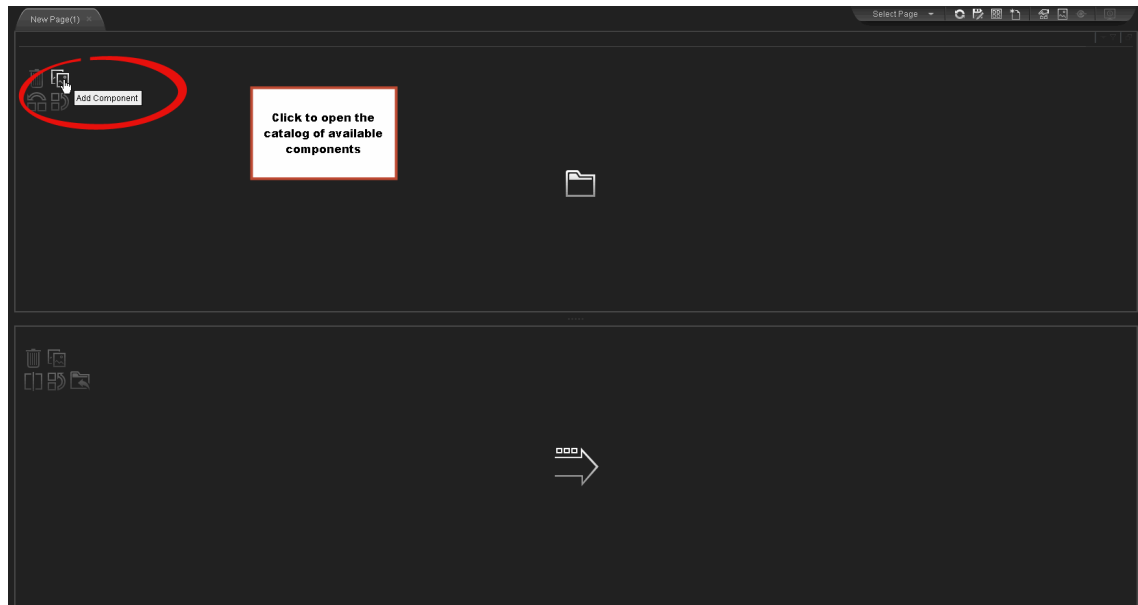 New Page(1)
Select Page
Add Component
Click to open the
catalog of available
components